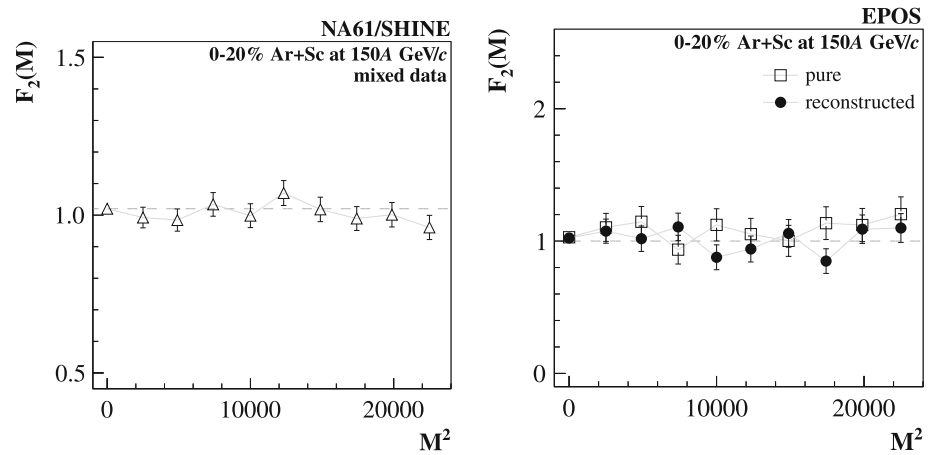 NA61/SHINE
0-20% Ar+Sc at 150A GeV/c
mixed data
F₂(M)
1.5
1.0
0.5
0
10000
20000
M²
EPOS
0-20% Ar+Sc at 150A GeV/c
pure
reconstructed
F₂(M)
2
1
0
0
10000
20000
M²